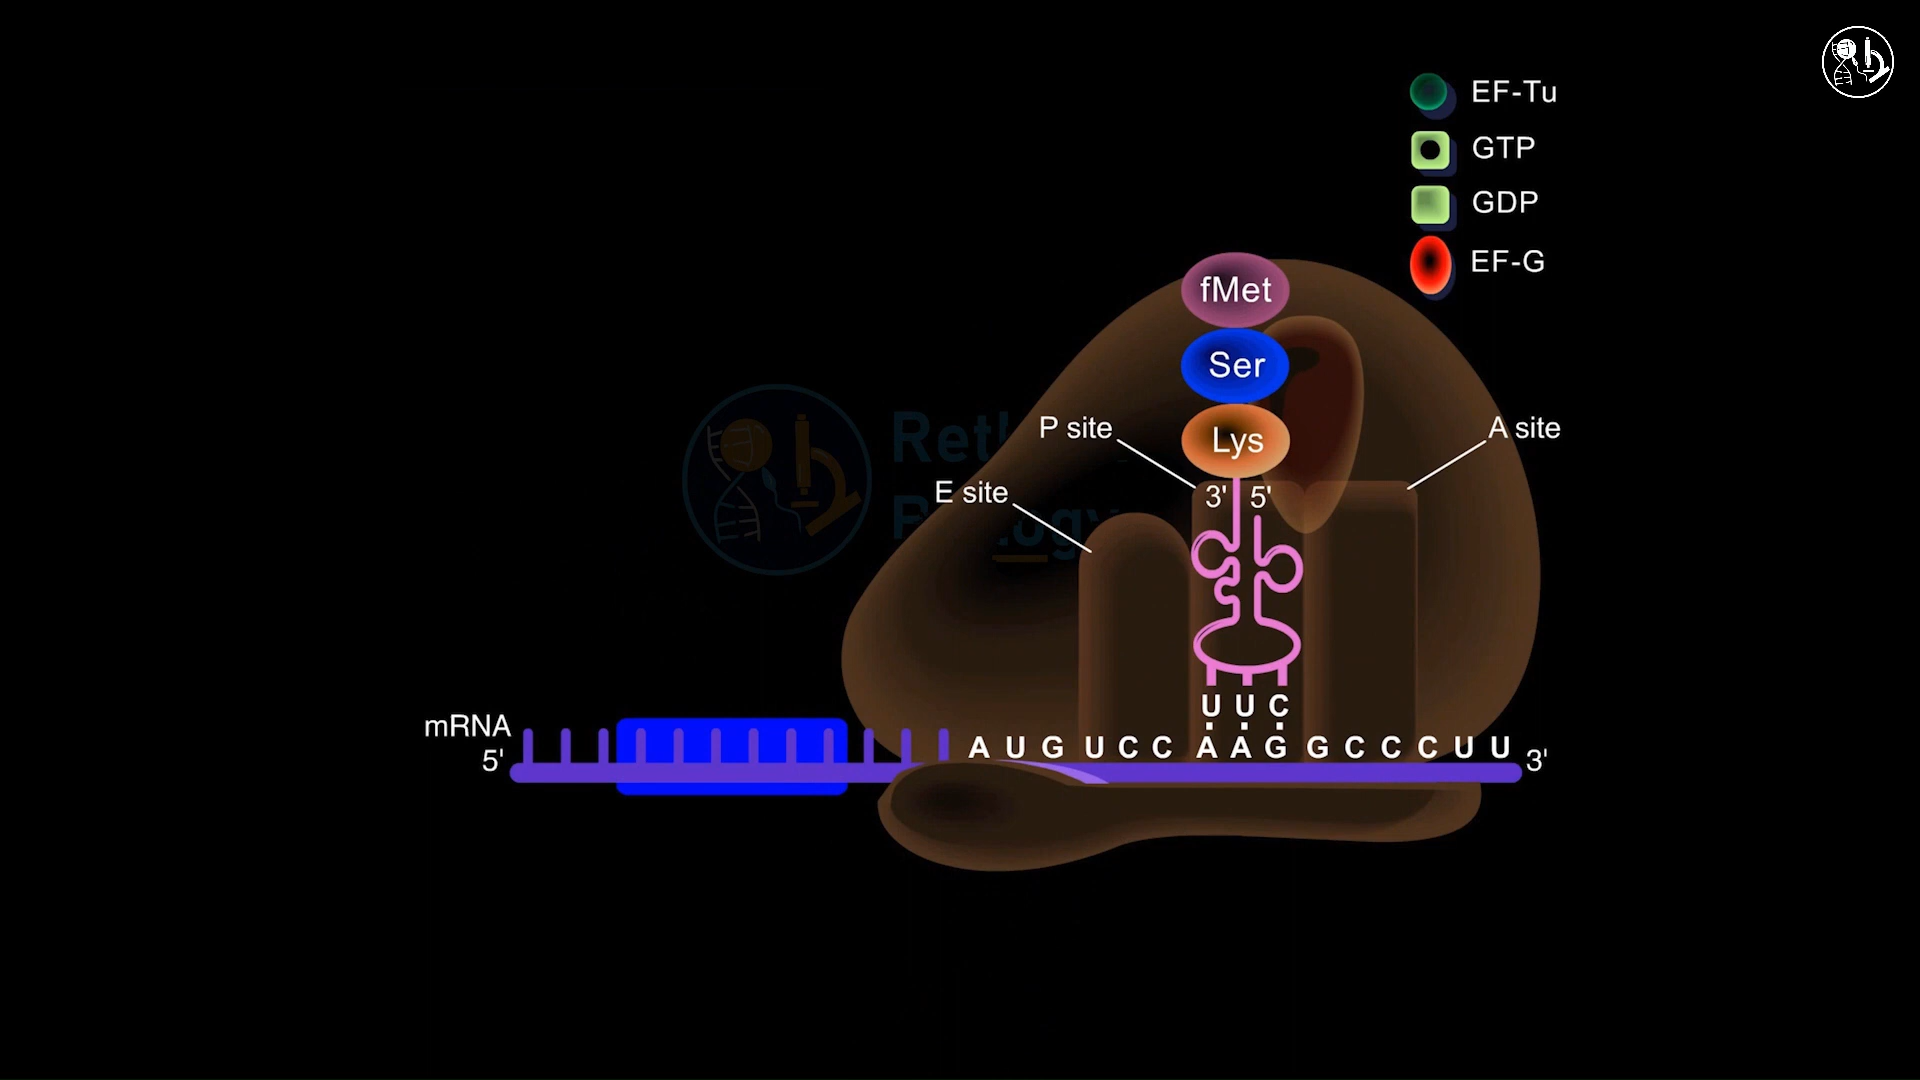 EF-Tu
GTP
GDP
EF-G
fMet
Ser
Lys
P site
A site
E site
3' 5'
U U C
mRNA
5'
A U G U C C A A G G C C C U U
3'